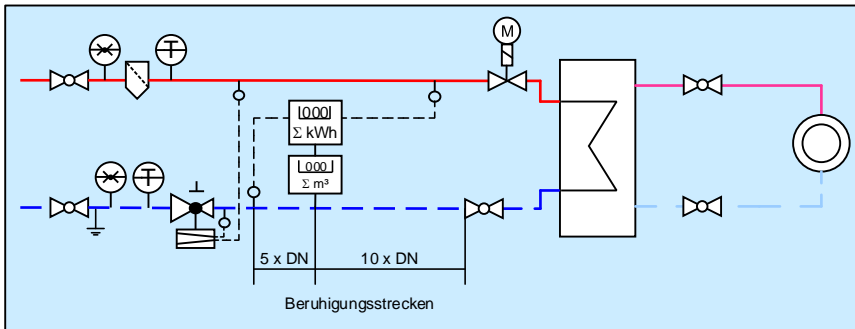 M
T
000
Σ kWh
T
000
Σ m³
5 x DN
10 x DN
Beruhigungsstrecken